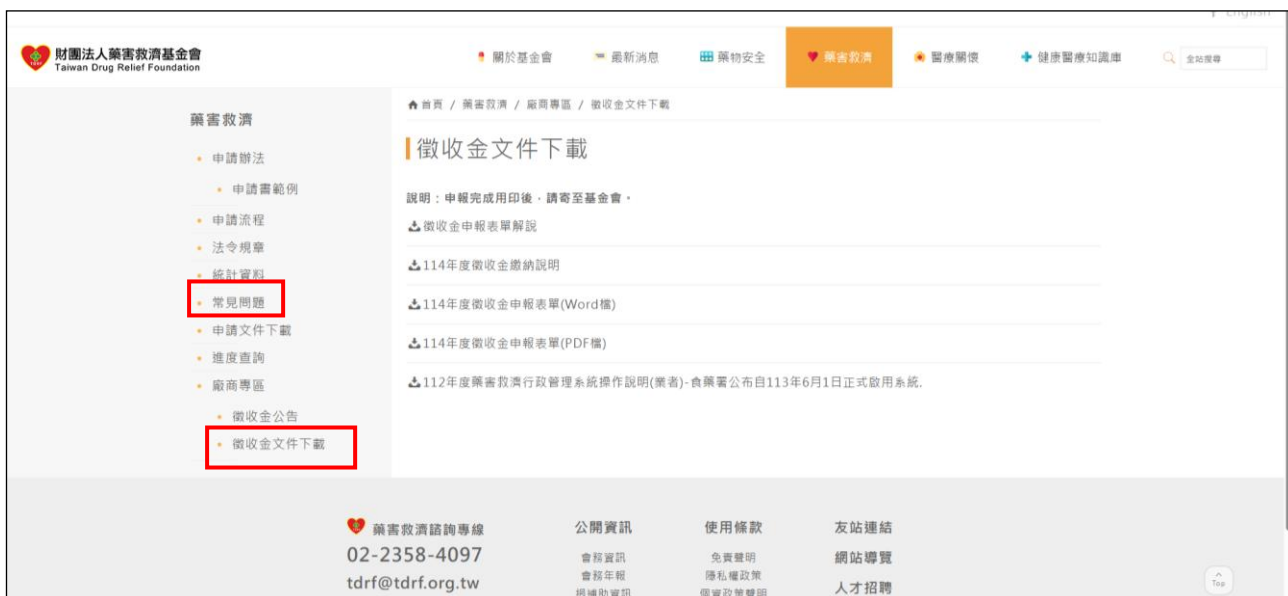 English
財團法人藥害救濟基金會
Taiwan Drug Relief Foundation
關於基金會
最新消息
藥物安全
藥害救濟
醫療關懷
健康醫療知識庫
全站搜尋
藥害救濟
申請辦法
申請書範例
申請流程
法令規章
統計資料
常見問題
申請文件下載
進度查詢
廠商專區
徵收金公告
徵收金文件下載
首頁 / 藥害救濟 / 廠商專區 / 徵收金文件下載
徵收金文件下載
說明：申報完成用印後，請寄至基金會。
徵收金申報表單解說
114年度徵收金繳納說明
114年度徵收金申報表單(Word檔)
114年度徵收金申報表單(PDF檔)
112年度藥害救濟行政管理系統操作說明(業者)-食藥署公布自113年6月1日正式啟用系統.
藥害救濟諮詢專線
02-2358-4097
tdrf@tdrf.org.tw
公開資訊
會務資訊
會務年報
捐補助資訊
使用條款
免責聲明
隱私權政策
個資政策聲明
友站連結
網站導覽
人才招聘
Top